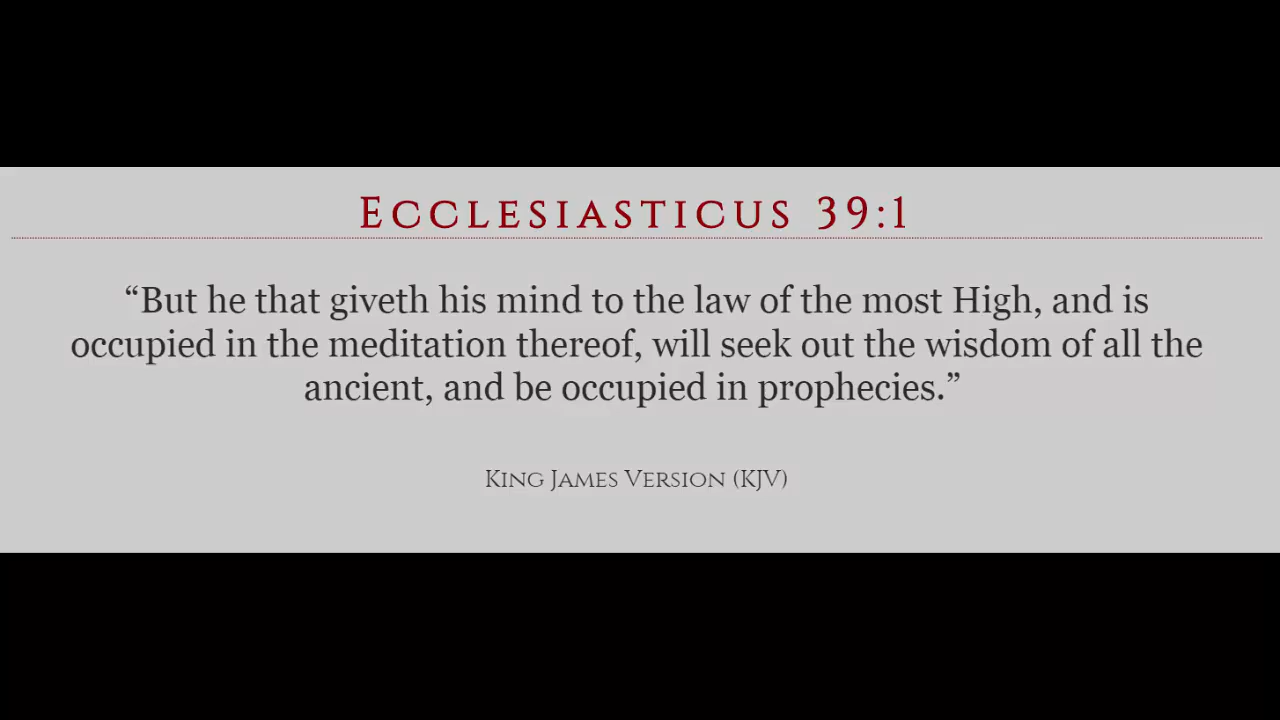 Ecclesiasticus 39:1
“But he that giveth his mind to the law of the most High, and is
occupied in the meditation thereof, will seek out the wisdom of all the
ancient, and be occupied in prophecies.”
King James Version (KJV)